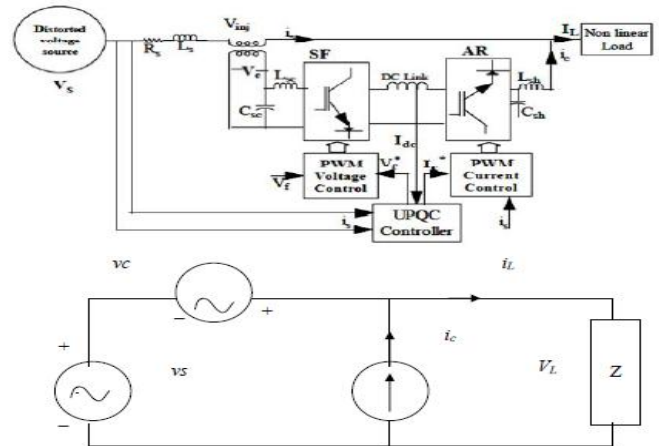 Distorted
voltage
source
Vs
Rs
Ls
Vinj
is
IL
Non linear
Load
SF
AR
ic
Vc
Lsc
Csc
DC Link
Lsh
Csh
Idc
PWM
Voltage
Control
Vf
Vf*
Is*
PWM
Current
Control
is
is
UPQC
Controller
vc
iL
− +
+
vs
−
ic
VL
Z